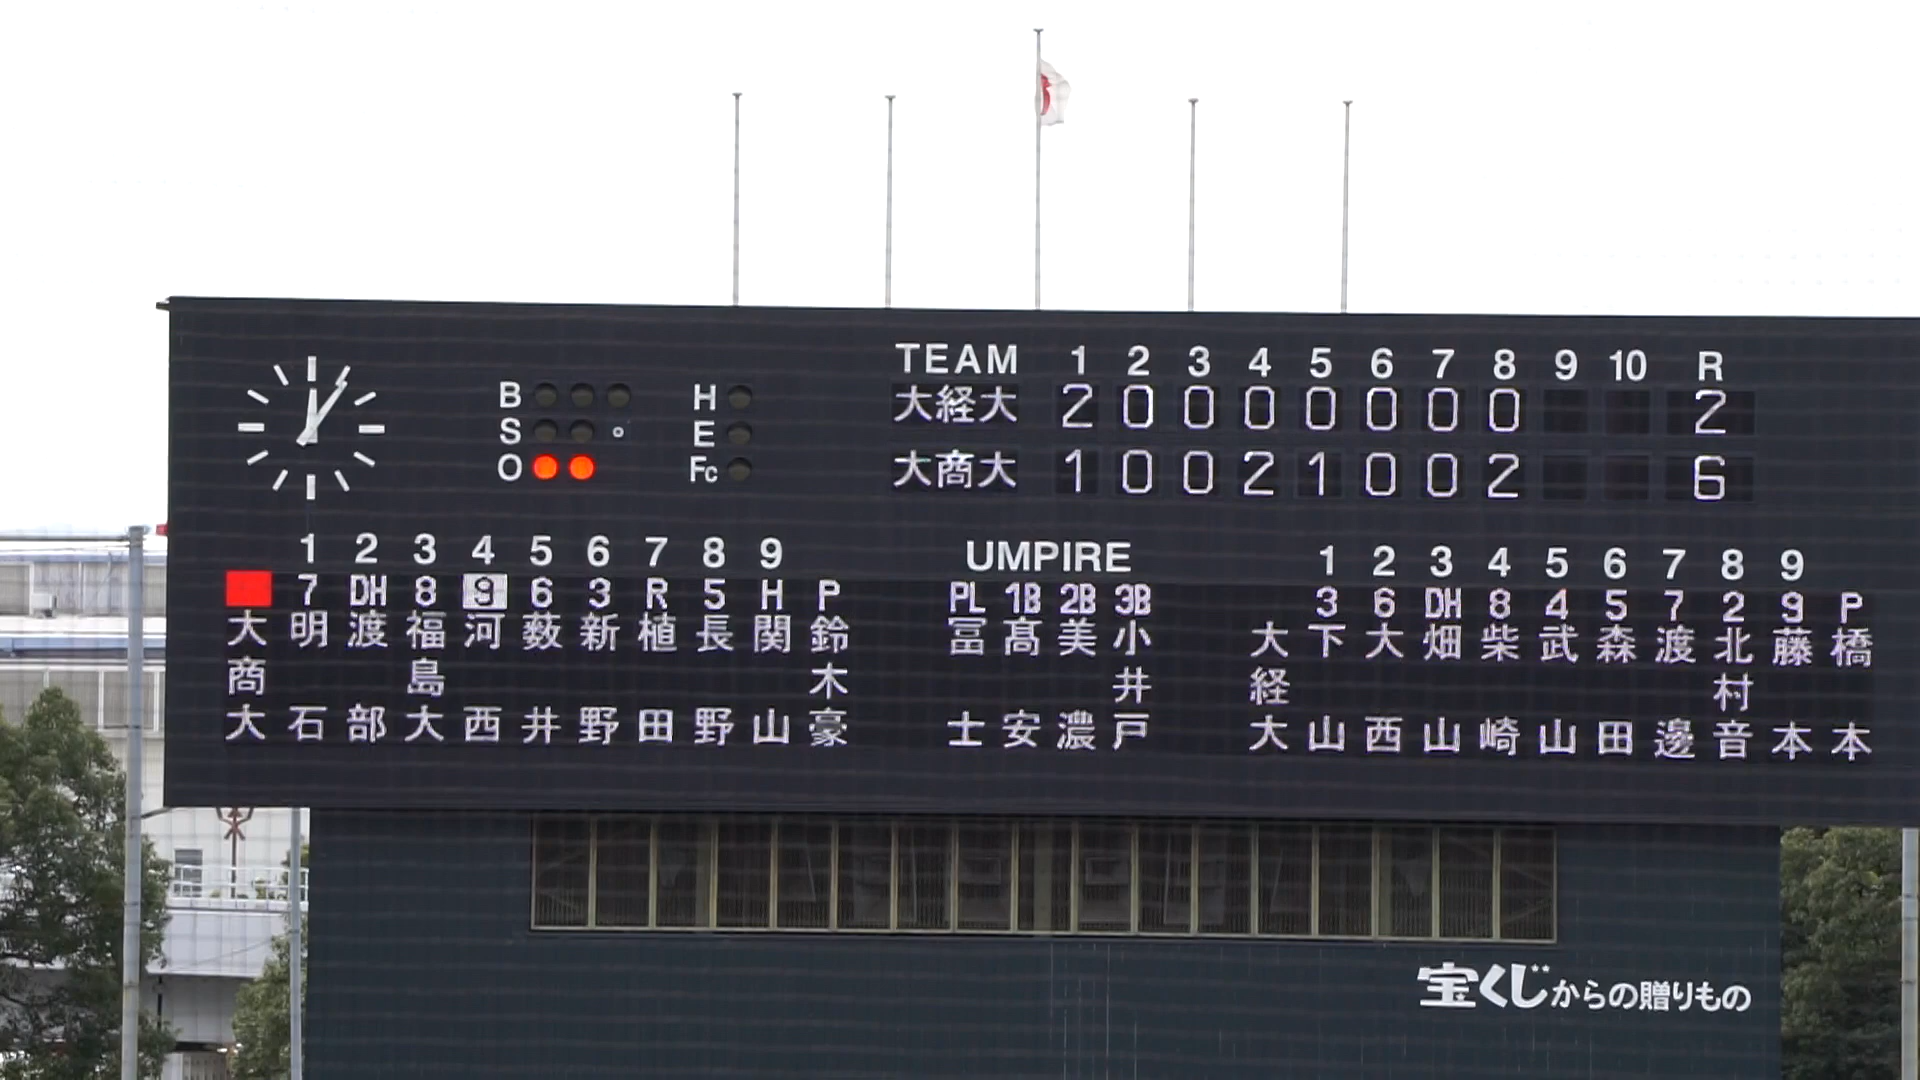 TEAM 1 2 3 4 5 6 7 8 9 10 R
B H 大経大 2 0 0 0 0 0 0 0 2
S E
O Fc 大商大 1 0 0 2 1 0 0 2 6
1 2 3 4 5 6 7 8 9
7 DH 8 9 6 3 R 5 H P
大商大 明石 渡部 福島大 河西 薮井 新野 植田 長野 関山 鈴木豪
UMPIRE
PL 1B 2B 3B
冨士 髙安 美濃 小井戸
1 2 3 4 5 6 7 8 9
3 6 DH 8 4 5 7 2 9 P
大経大 下山 大西 畑山 柴崎 武山 森田 渡邊 北村音 藤本 橋本
宝くじからの贈りもの